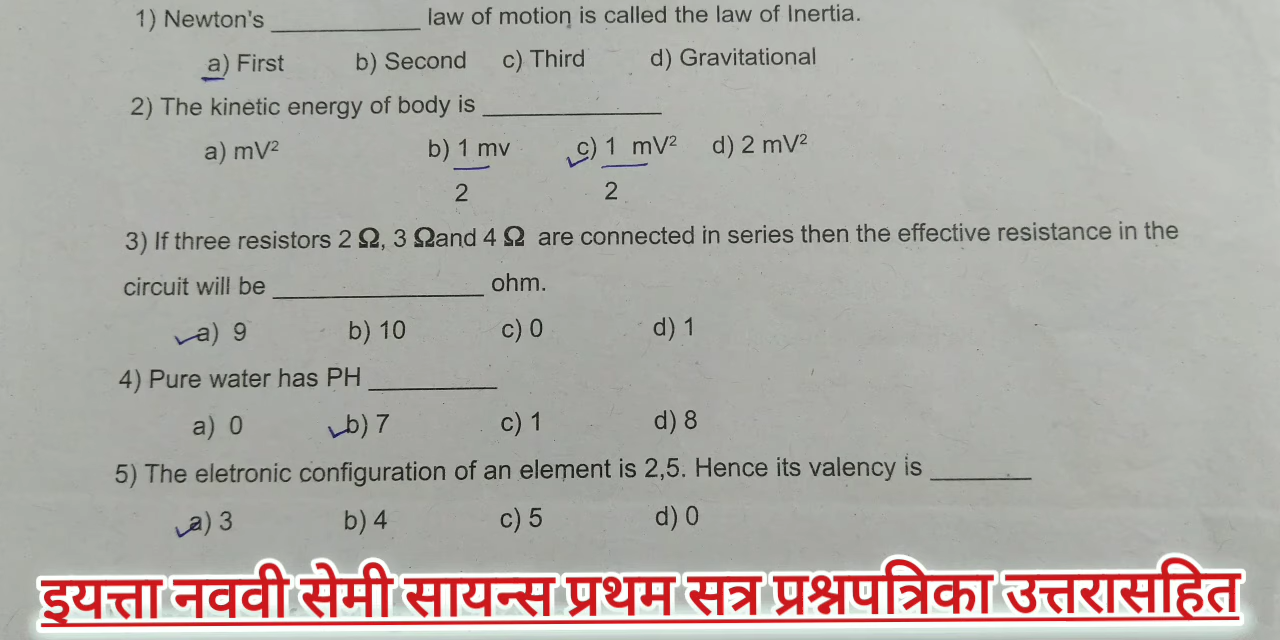 1) Newton's ____________ law of motion is called the law of Inertia.
a) First b) Second c) Third d) Gravitational
2) The kinetic energy of body is ______________
a) mV² b) 1 mv c) 1 mV² d) 2 mV²
2 2
3) If three resistors 2 Ω, 3 Ωand 4 Ω are connected in series then the effective resistance in the
circuit will be _________________ ohm.
a) 9 b) 10 c) 0 d) 1
4) Pure water has PH __________
a) 0 b) 7 c) 1 d) 8
5) The eletronic configuration of an element is 2,5. Hence its valency is ________
a) 3 b) 4 c) 5 d) 0
इयत्ता नववी सेमी सायन्स प्रथम सत्र प्रश्नपत्रिका उत्तरासहित